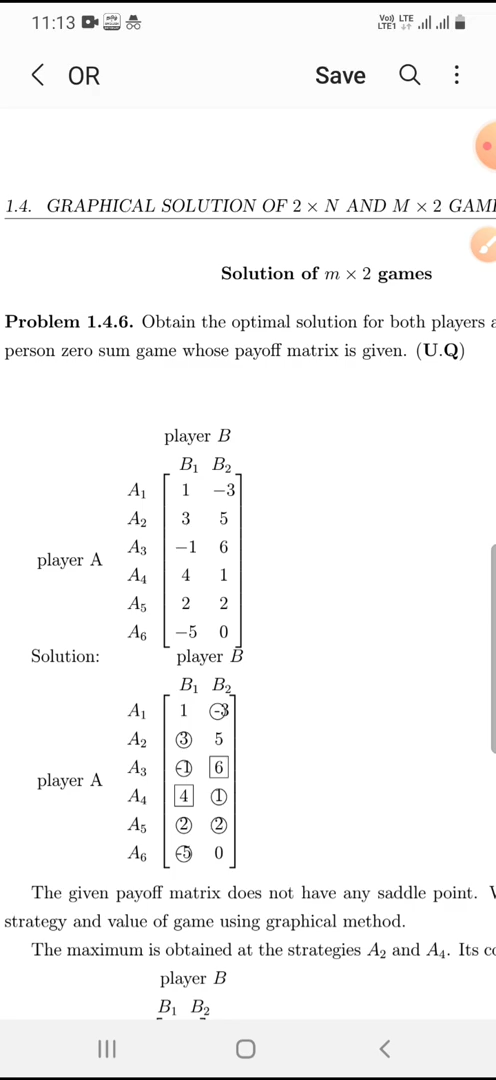 11:13 Vo) LTE LTE1
OR Save
1.4. GRAPHICAL SOLUTION OF 2 × N AND M × 2
Solution of m × 2 games
Problem 1.4.6. Obtain the optimal solution for both players
person zero sum game whose payoff matrix is given. (U.Q)
player B
B₁ B₂
A₁ 1 −3
A₂ 3 5
A₃ −1 6
player A
A₄ 4 1
A₅ 2 2
A₆ −5 0
Solution: player B
B₁ B₂
A₁ 1 -3
A₂ 3 5
A₃ -1 6
player A
A₄ 4 1
A₅ 2 2
A₆ -5 0
The given payoff matrix does not have any saddle point.
strategy and value of game using graphical method.
The maximum is obtained at the strategies A₂ and A₄. Its
player B
B₁ B₂